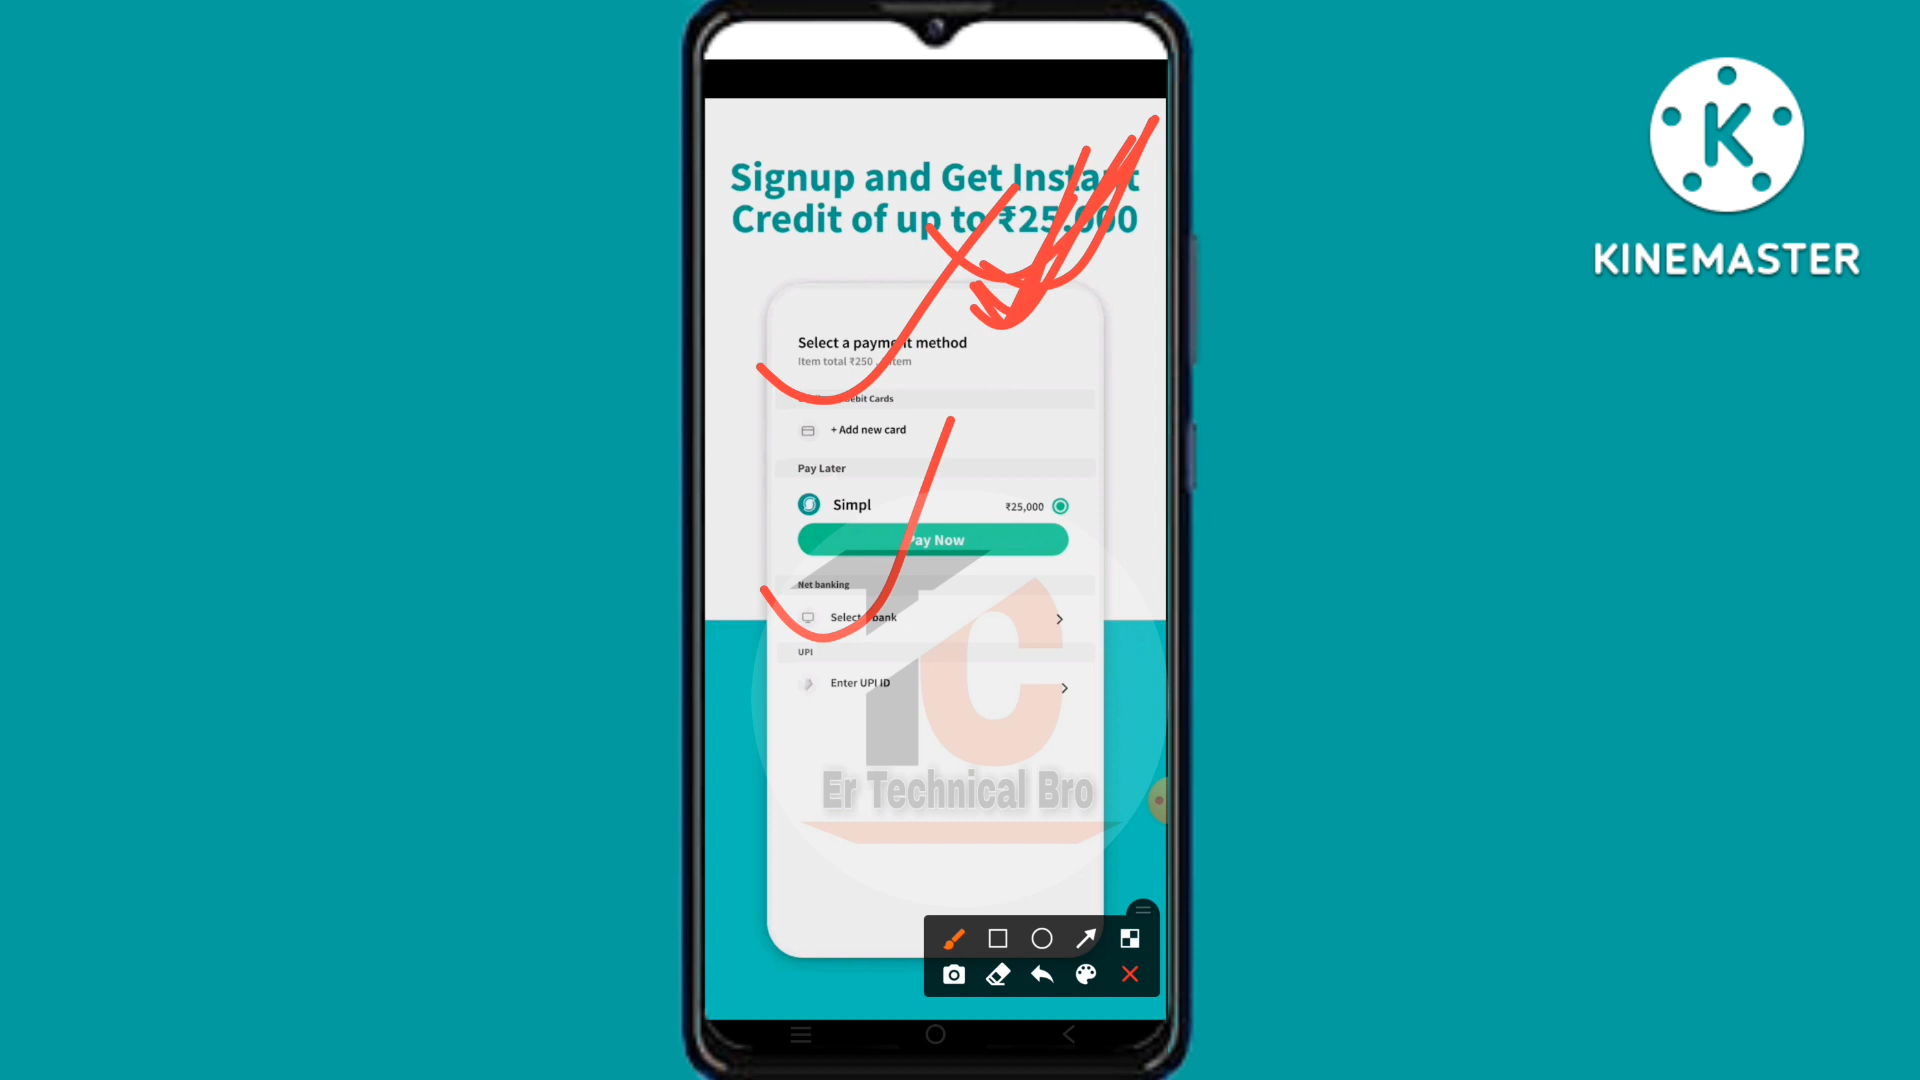 Signup and Get Instant
Credit of up to ₹25,000
Select a payment method
Item total ₹250
Debit Cards
+ Add new card
Pay Later
Simpl
₹25,000
Pay Now
Net banking
Select bank
UPI
Enter UPI ID
TC
Er Technical Bro
K
KINEMASTER